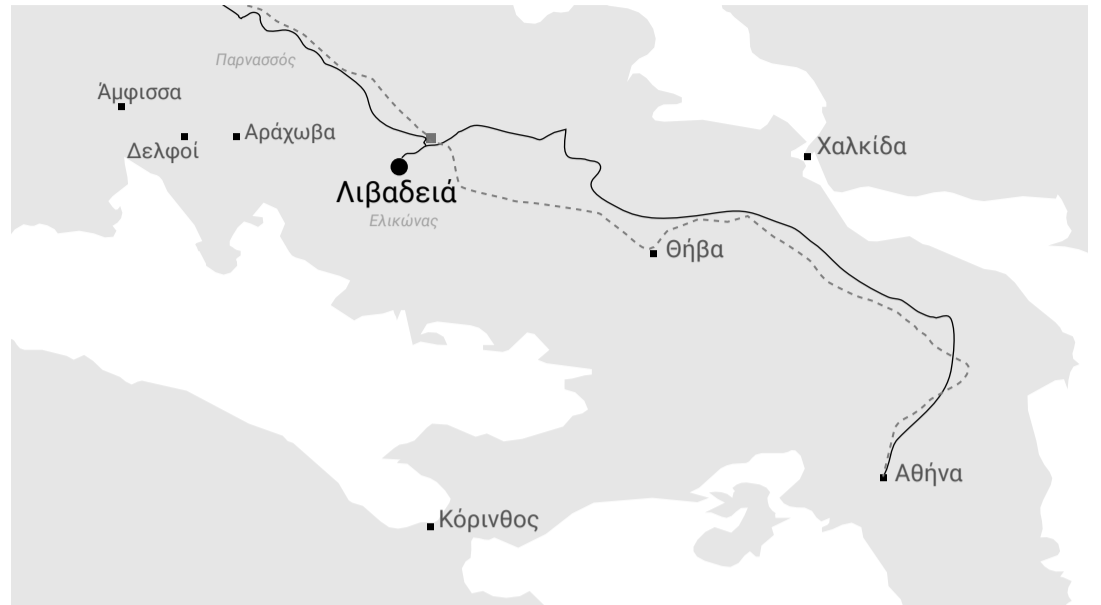 Παρνασσός
Άμφισσα
Αράχωβα
Δελφοί
Χαλκίδα
Λιβαδειά
Ελικώνας
Θήβα
Αθήνα
Κόρινθος